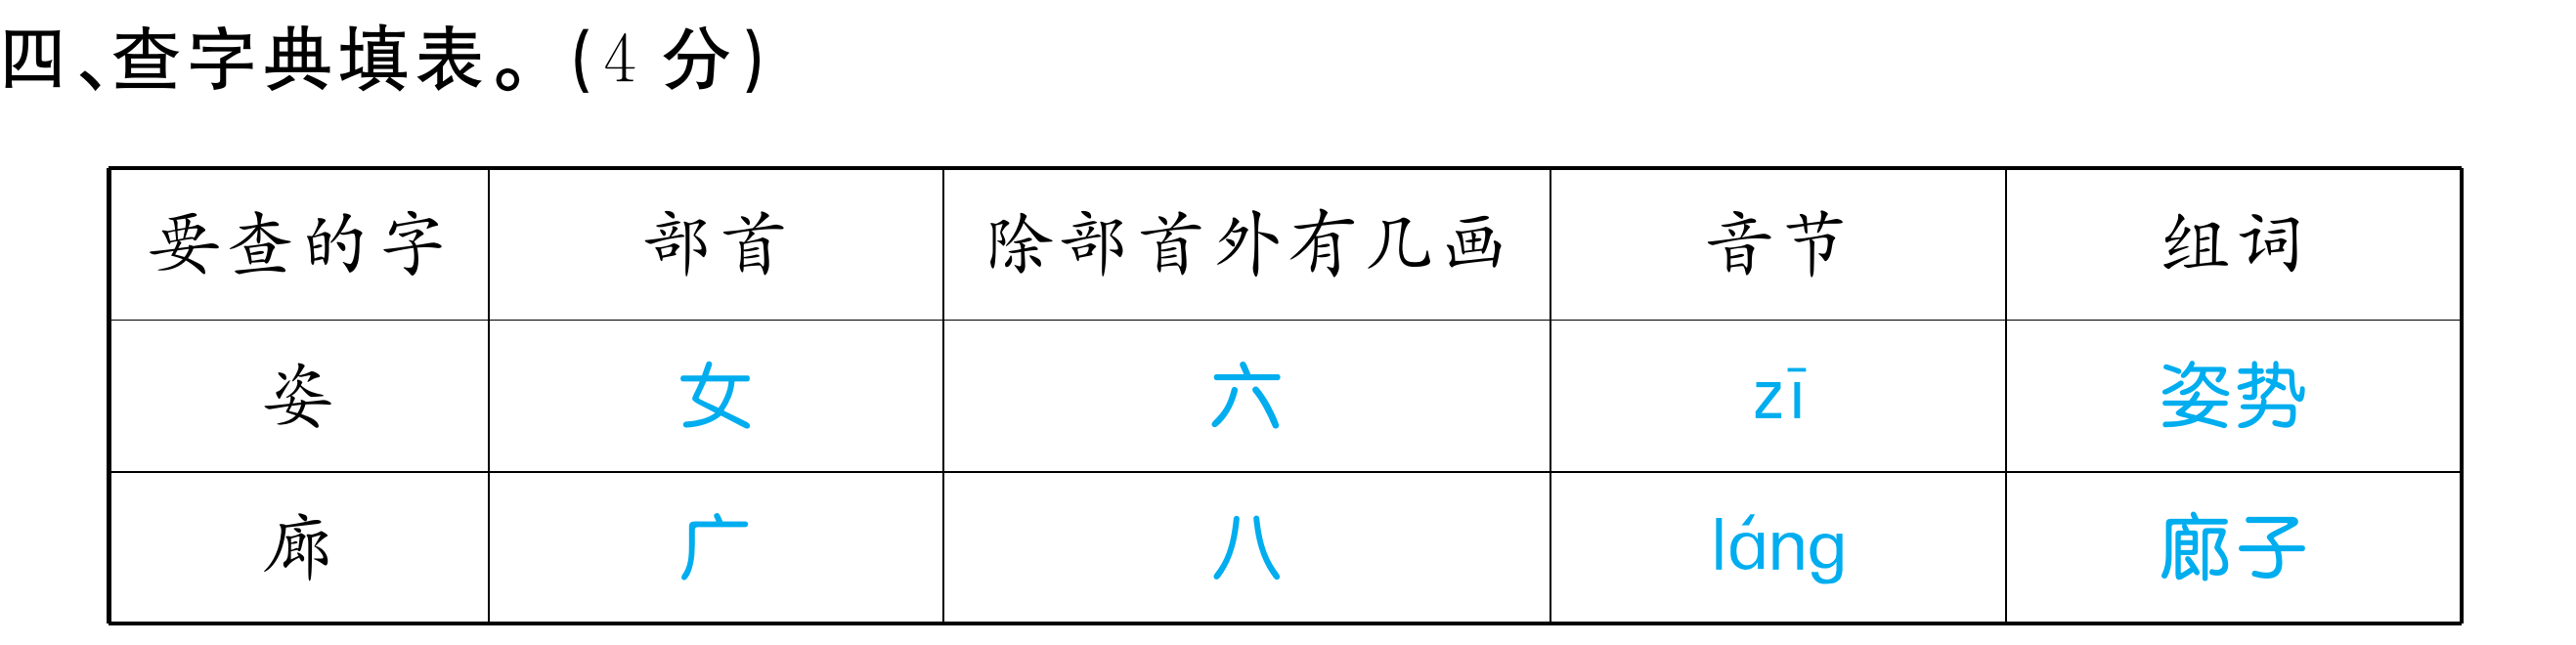 四、查字典填表。(4 分)
要查的字 部首 除部首外有几画 音节 组词
姿 女 六 zī 姿势
廊 广 八 láng 廊子